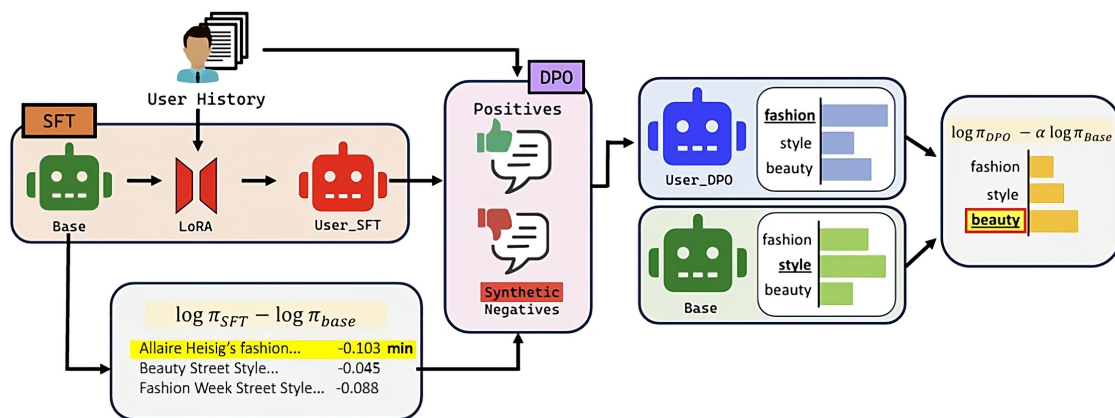 User History
SFT
Base
LoRA
User_SFT
log π_SFT − log π_base
Allaire Heisig's fashion... -0.103 min
Beauty Street Style... -0.045
Fashion Week Street Style... -0.088
DPO
Positives
Synthetic
Negatives
User_DPO
fashion
style
beauty
Base
fashion
style
beauty
log π_DPO − α log π_Base
fashion
style
beauty